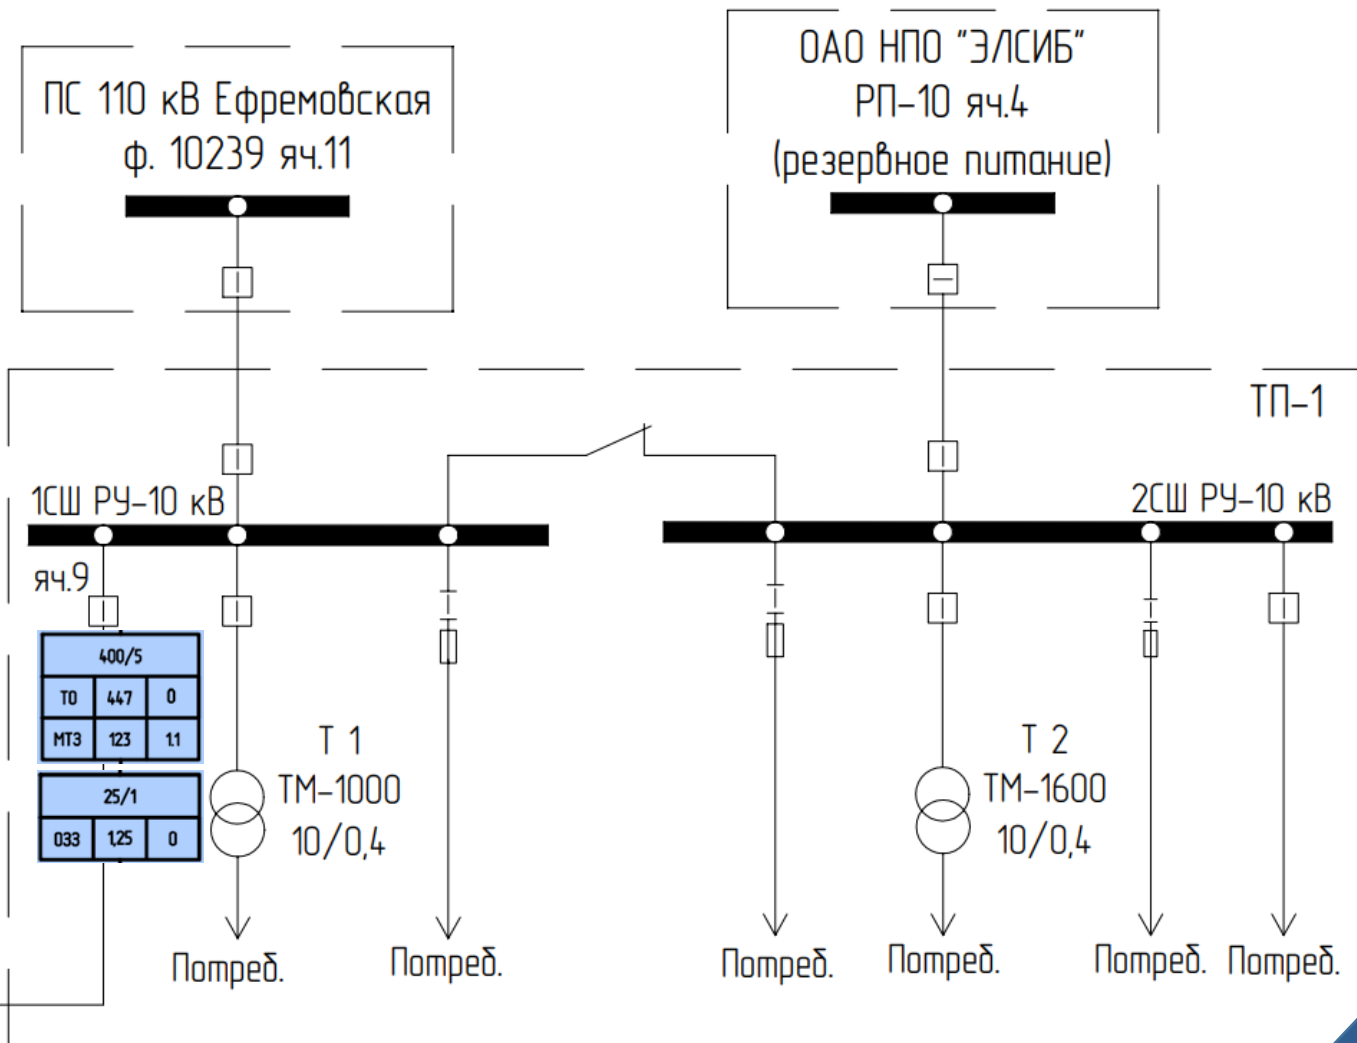 ПС 110 кВ Ефремовская
ф. 10239 яч.11
ОАО НПО "ЭЛСИБ"
РП-10 яч.4
(резервное питание)
ТП-1
1СШ РУ-10 кВ
2СШ РУ-10 кВ
яч.9
400/5
ТО 447 0
МТЗ 123 1.1
25/1
ОЗЗ 1,25 0
Т 1
ТМ-1000
10/0,4
Т 2
ТМ-1600
10/0,4
Потреб.
Потреб.
Потреб.
Потреб.
Потреб.
Потреб.